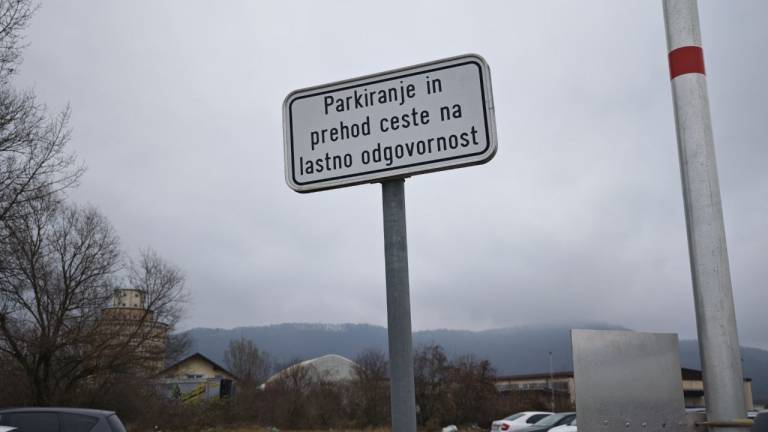 Parkiranje in
prehod ceste na
lastno odgovornost